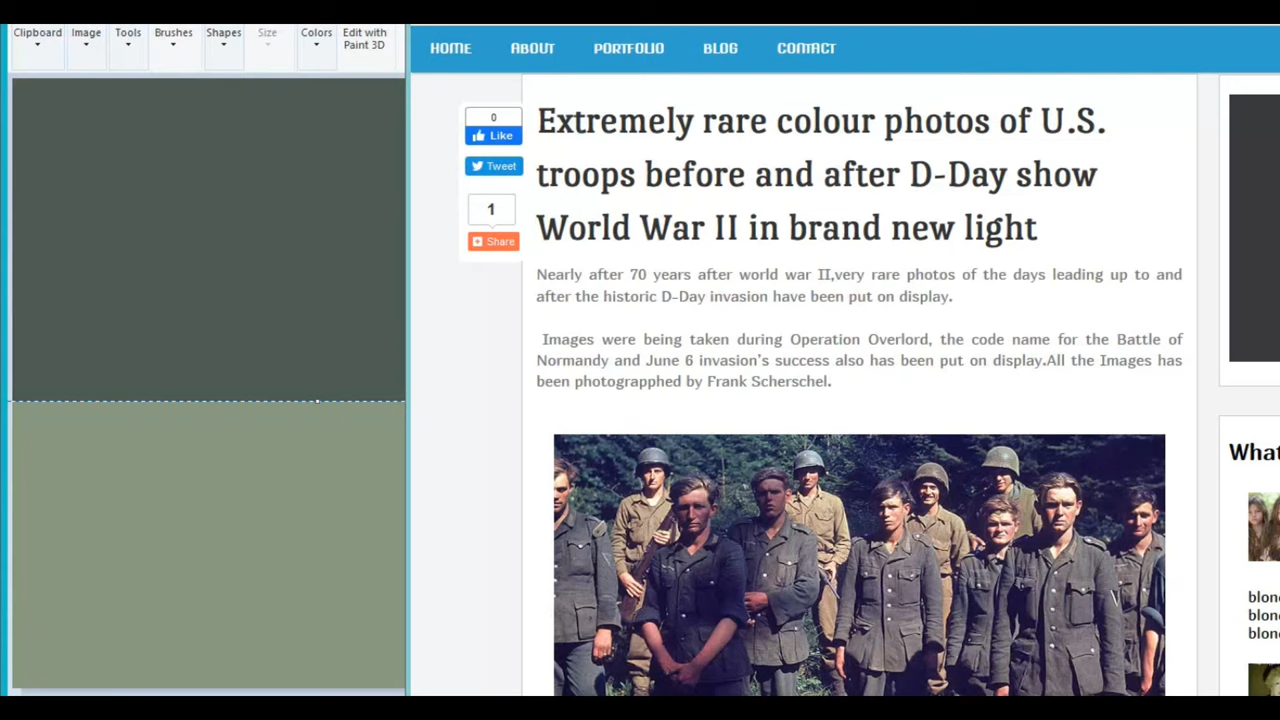 Clipboard Image Tools Brushes Shapes Size Colors Edit with
Paint 3D
HOME ABOUT PORTFOLIO BLOG CONTACT
0
Like
Tweet
1
Share
Extremely rare colour photos of U.S.
troops before and after D-Day show
World War II in brand new light
Nearly after 70 years after world war II,very rare photos of the days leading up to and
after the historic D-Day invasion have been put on display.
Images were being taken during Operation Overlord, the code name for the Battle of
Normandy and June 6 invasion's success also has been put on display.All the Images has
been photograpphed by Frank Scherschel.
What
blond
blond
blond